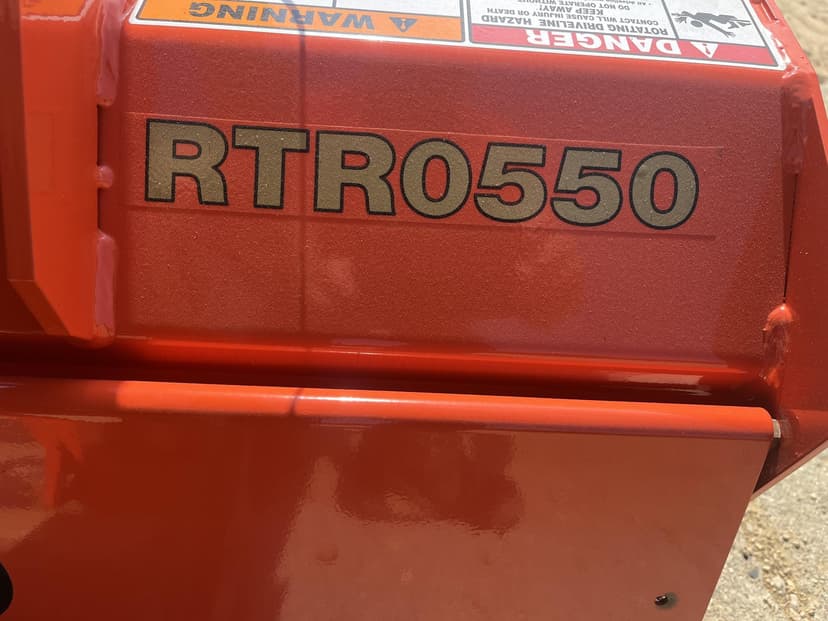 WARNING
DANGER
ROTATING DRIVELINE HAZARD
CONTACT WILL CAUSE INJURY OR DEATH
KEEP AWAY!
DO NOT OPERATE WITHOUT
RTR0550